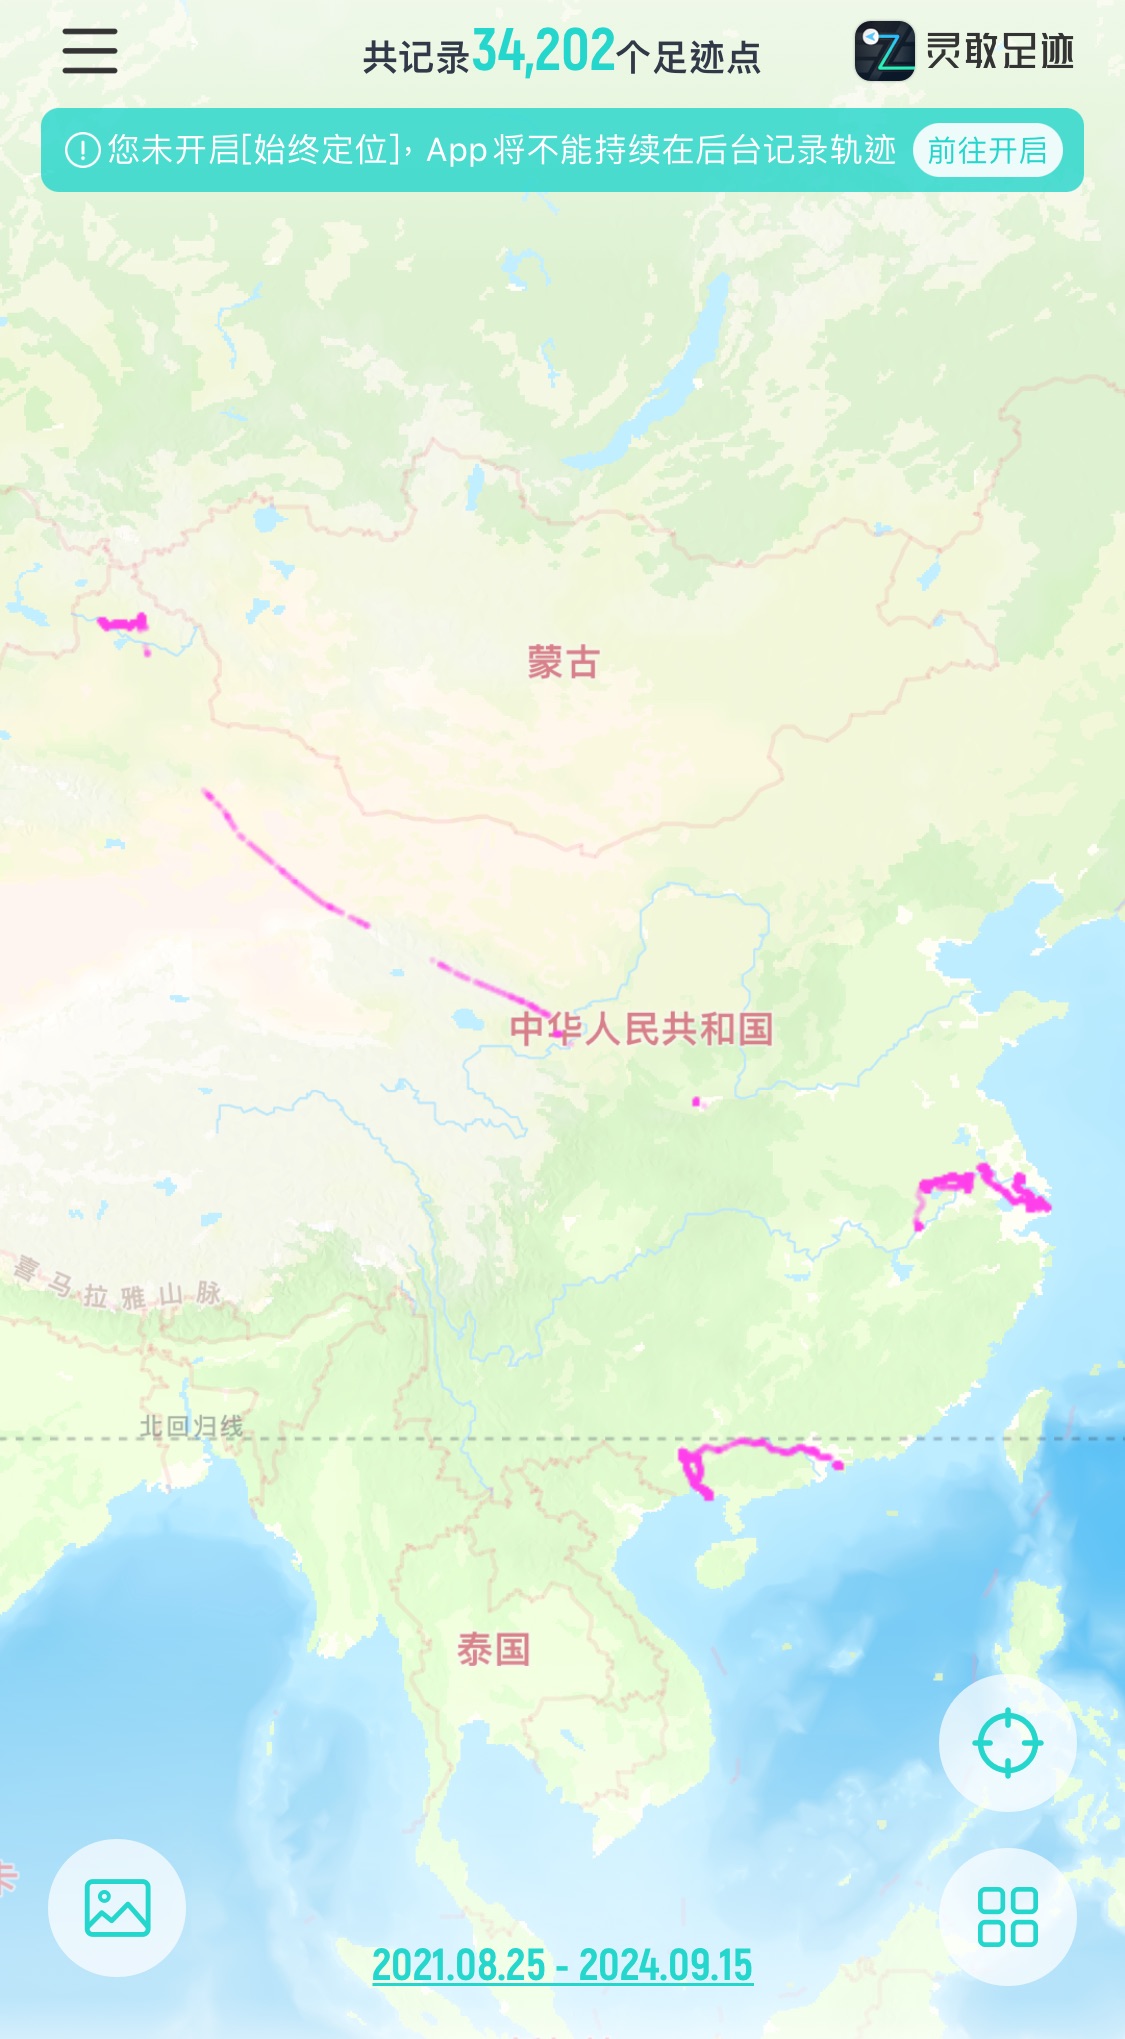 共记录34,202个足迹点
灵敢足迹
您未开启[始终定位]，App将不能持续在后台记录轨迹
前往开启
蒙古
中华人民共和国
喜马拉雅山脉
北回归线
泰国
2021.08.25 - 2024.09.15